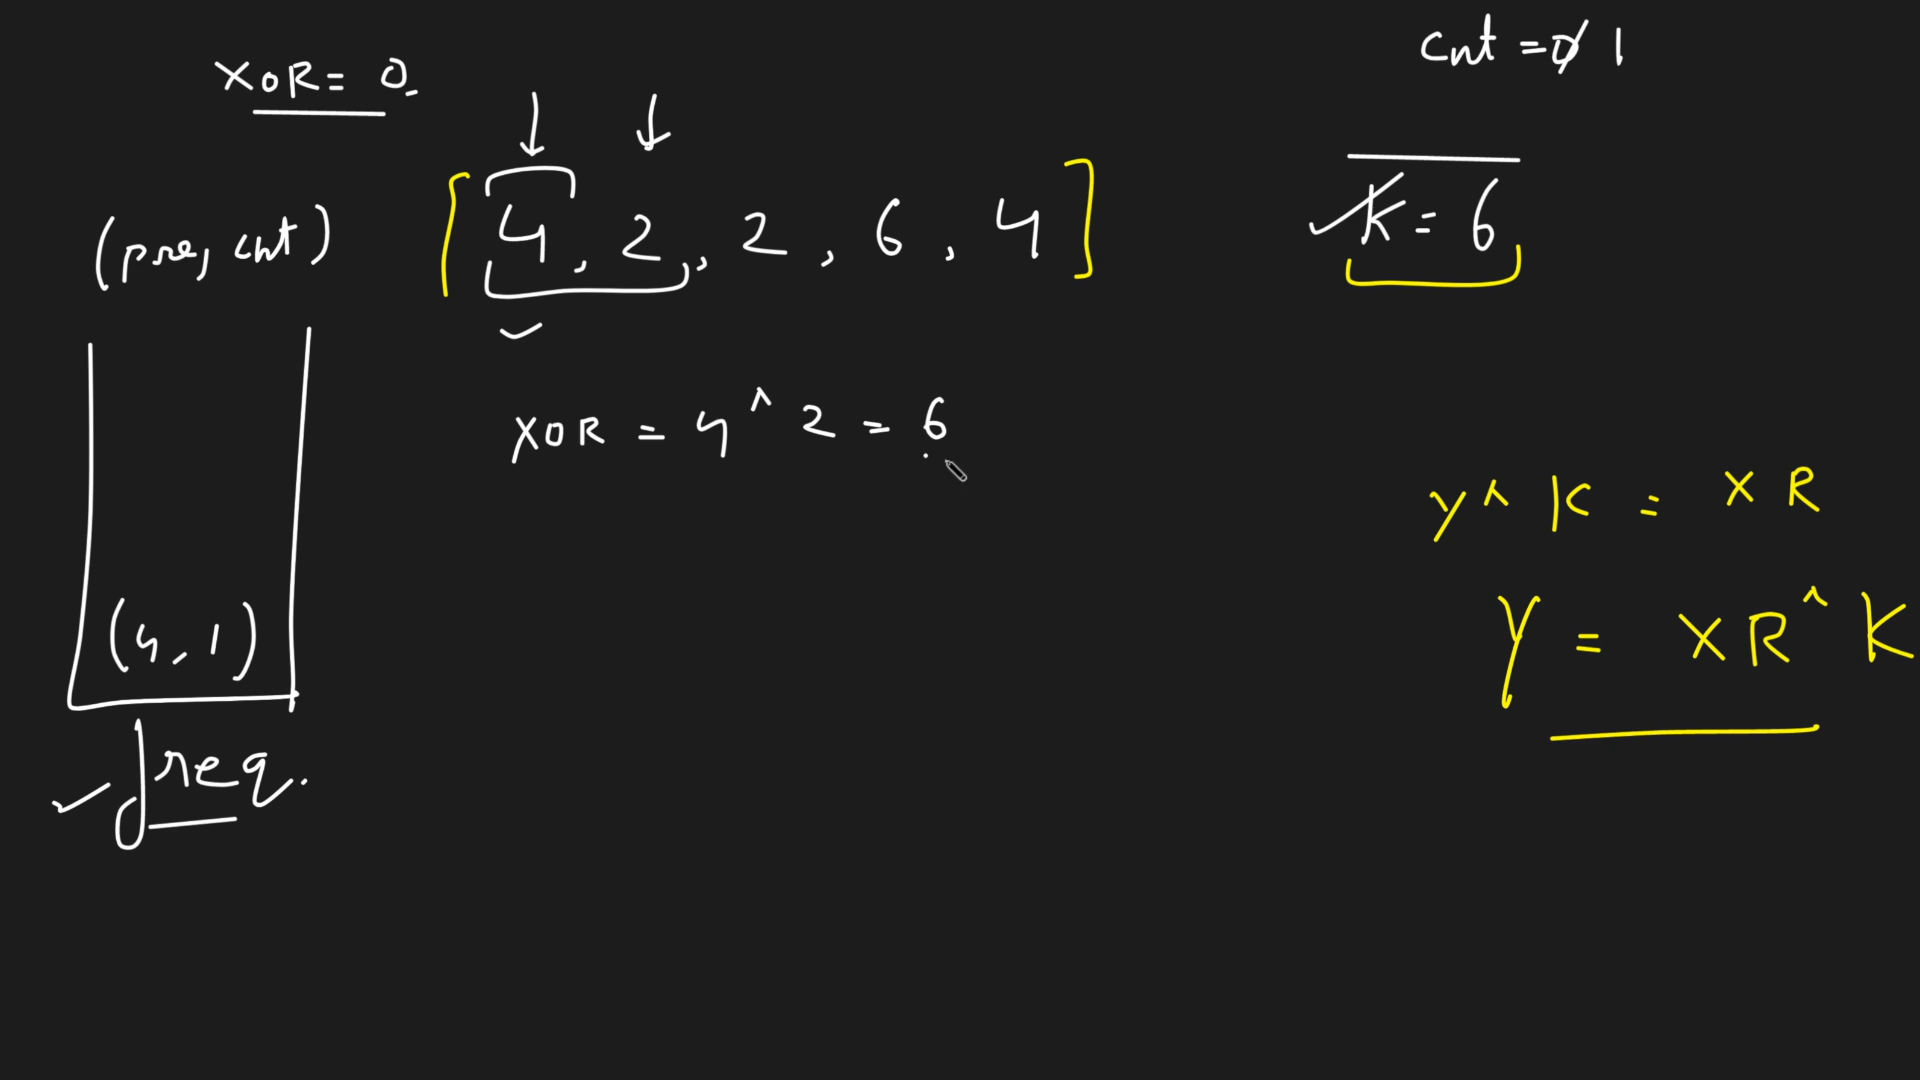 XOR = 0
cnt = 0 1
(pre, cnt) [4, 2, 2, 6, 4]
K = 6
XOR = 4 ^ 2 = 6
y ^ K = XR
Y = XR ^ K
(4, 1)
freq.